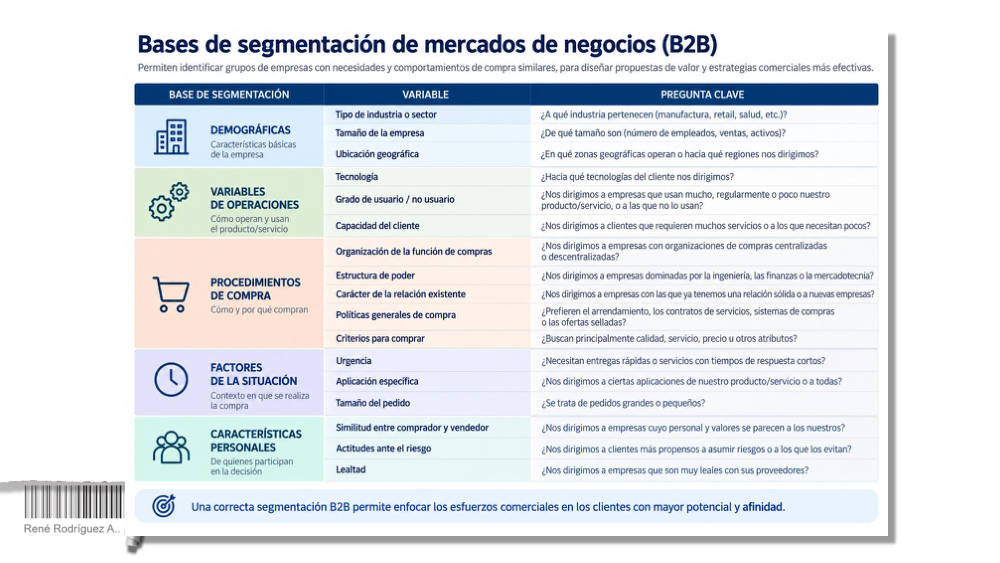 Bases de segmentación de mercados de negocios (B2B)
Permiten identificar grupos de empresas con necesidades y comportamientos de compra similares, para diseñar propuestas de valor y estrategias comerciales más efectivas.
BASE DE SEGMENTACIÓN VARIABLE PREGUNTA CLAVE
DEMOGRÁFICAS
Características básicas
de la empresa
Tipo de industria o sector ¿A qué industria pertenecen (manufactura, retail, salud, etc.)?
Tamaño de la empresa ¿De qué tamaño son (número de empleados, ventas, activos)?
Ubicación geográfica ¿En qué zonas geográficas operan o hacia qué regiones nos dirigimos?
VARIABLES
DE OPERACIONES
Cómo operan y usan
el producto/servicio
Tecnología ¿Hacia qué tecnologías del cliente nos dirigimos?
Grado de usuario / no usuario ¿Nos dirigimos a empresas que usan mucho, regularmente o poco nuestro
producto/servicio, o a las que no lo usan?
Capacidad del cliente ¿Nos dirigimos a clientes que requieren muchos servicios o a los que necesitan pocos?
PROCEDIMIENTOS
DE COMPRA
Cómo y por qué compran
Organización de la función de compras ¿Nos dirigimos a empresas con organizaciones de compras centralizadas
o descentralizadas?
Estructura de poder ¿Nos dirigimos a empresas dominadas por la ingeniería, las finanzas o la mercadotecnia?
Carácter de la relación existente ¿Nos dirigimos a empresas con las que ya tenemos una relación sólida o a nuevas empresas?
Políticas generales de compra ¿Prefieren el arrendamiento, los contratos de servicios, sistemas de compras
o las ofertas selladas?
Criterios para comprar ¿Buscan principalmente calidad, servicio, precio u otros atributos?
FACTORES
DE LA SITUACIÓN
Contexto en que se realiza
la compra
Urgencia ¿Necesitan entregas rápidas o servicios con tiempos de respuesta cortos?
Aplicación específica ¿Nos dirigimos a ciertas aplicaciones de nuestro producto/servicio o a todas?
Tamaño del pedido ¿Se trata de pedidos grandes o pequeños?
CARACTERÍSTICAS
PERSONALES
De quienes participan
en la decisión
Similitud entre comprador y vendedor ¿Nos dirigimos a empresas cuyo personal y valores se parecen a los nuestros?
Actitudes ante el riesgo ¿Nos dirigimos a clientes más propensos a asumir riesgos o a los que los evitan?
Lealtad ¿Nos dirigimos a empresas que son muy leales con sus proveedores?
Una correcta segmentación B2B permite enfocar los esfuerzos comerciales en los clientes con mayor potencial y afinidad.
René Rodríguez A..